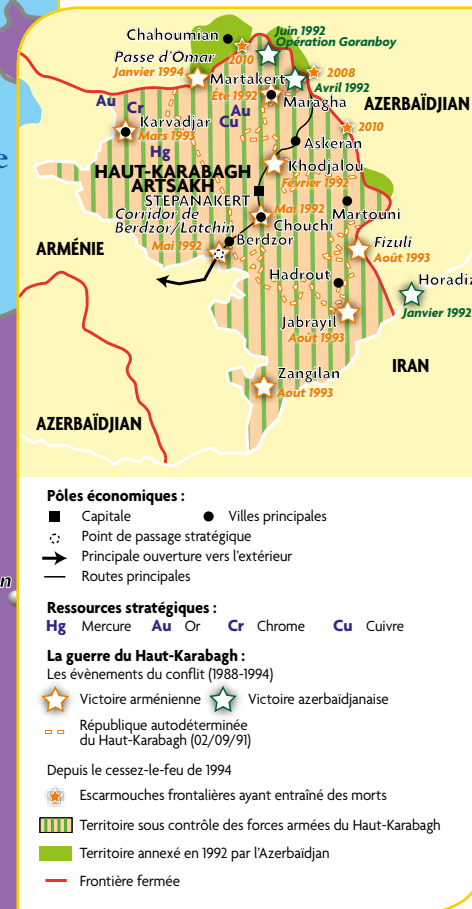 Chahoumian
Juin 1992
Opération Goranboy
2010
Passe d'Omar
Janvier 1994
2008
Martakert
Avril 1992
Été 1992
Maragha
AZERBAÏDJIAN
Au
Cr
Au
Cu
2010
Karvadjar
Mars 1993
Askeran
Hg
Khodjalou
HAUT-KARABAGH
ARTSAKH
Février 1992
STEPANAKERT
Mai 1992
Corridor de
Berdzor/Latchin
Martouni
Chouchi
Mai 1992
Berdzor
ARMÉNIE
Fizuli
Août 1993
Hadrout
Horadiz
Janvier 1992
Jabrayil
Août 1993
IRAN
Zangilan
Août 1993
AZERBAÏDJIAN
Pôles économiques :
Capitale Villes principales
Point de passage stratégique
Principale ouverture vers l'extérieur
Routes principales
Ressources stratégiques :
Hg Mercure Au Or Cr Chrome Cu Cuivre
La guerre du Haut-Karabagh :
Les évènements du conflit (1988-1994)
Victoire arménienne Victoire azerbaïdjanaise
République autodéterminée
du Haut-Karabagh (02/09/91)
Depuis le cessez-le-feu de 1994
Escarmouches frontalières ayant entraîné des morts
Territoire sous contrôle des forces armées du Haut-Karabagh
Territoire annexé en 1992 par l'Azerbaïdjan
Frontière fermée